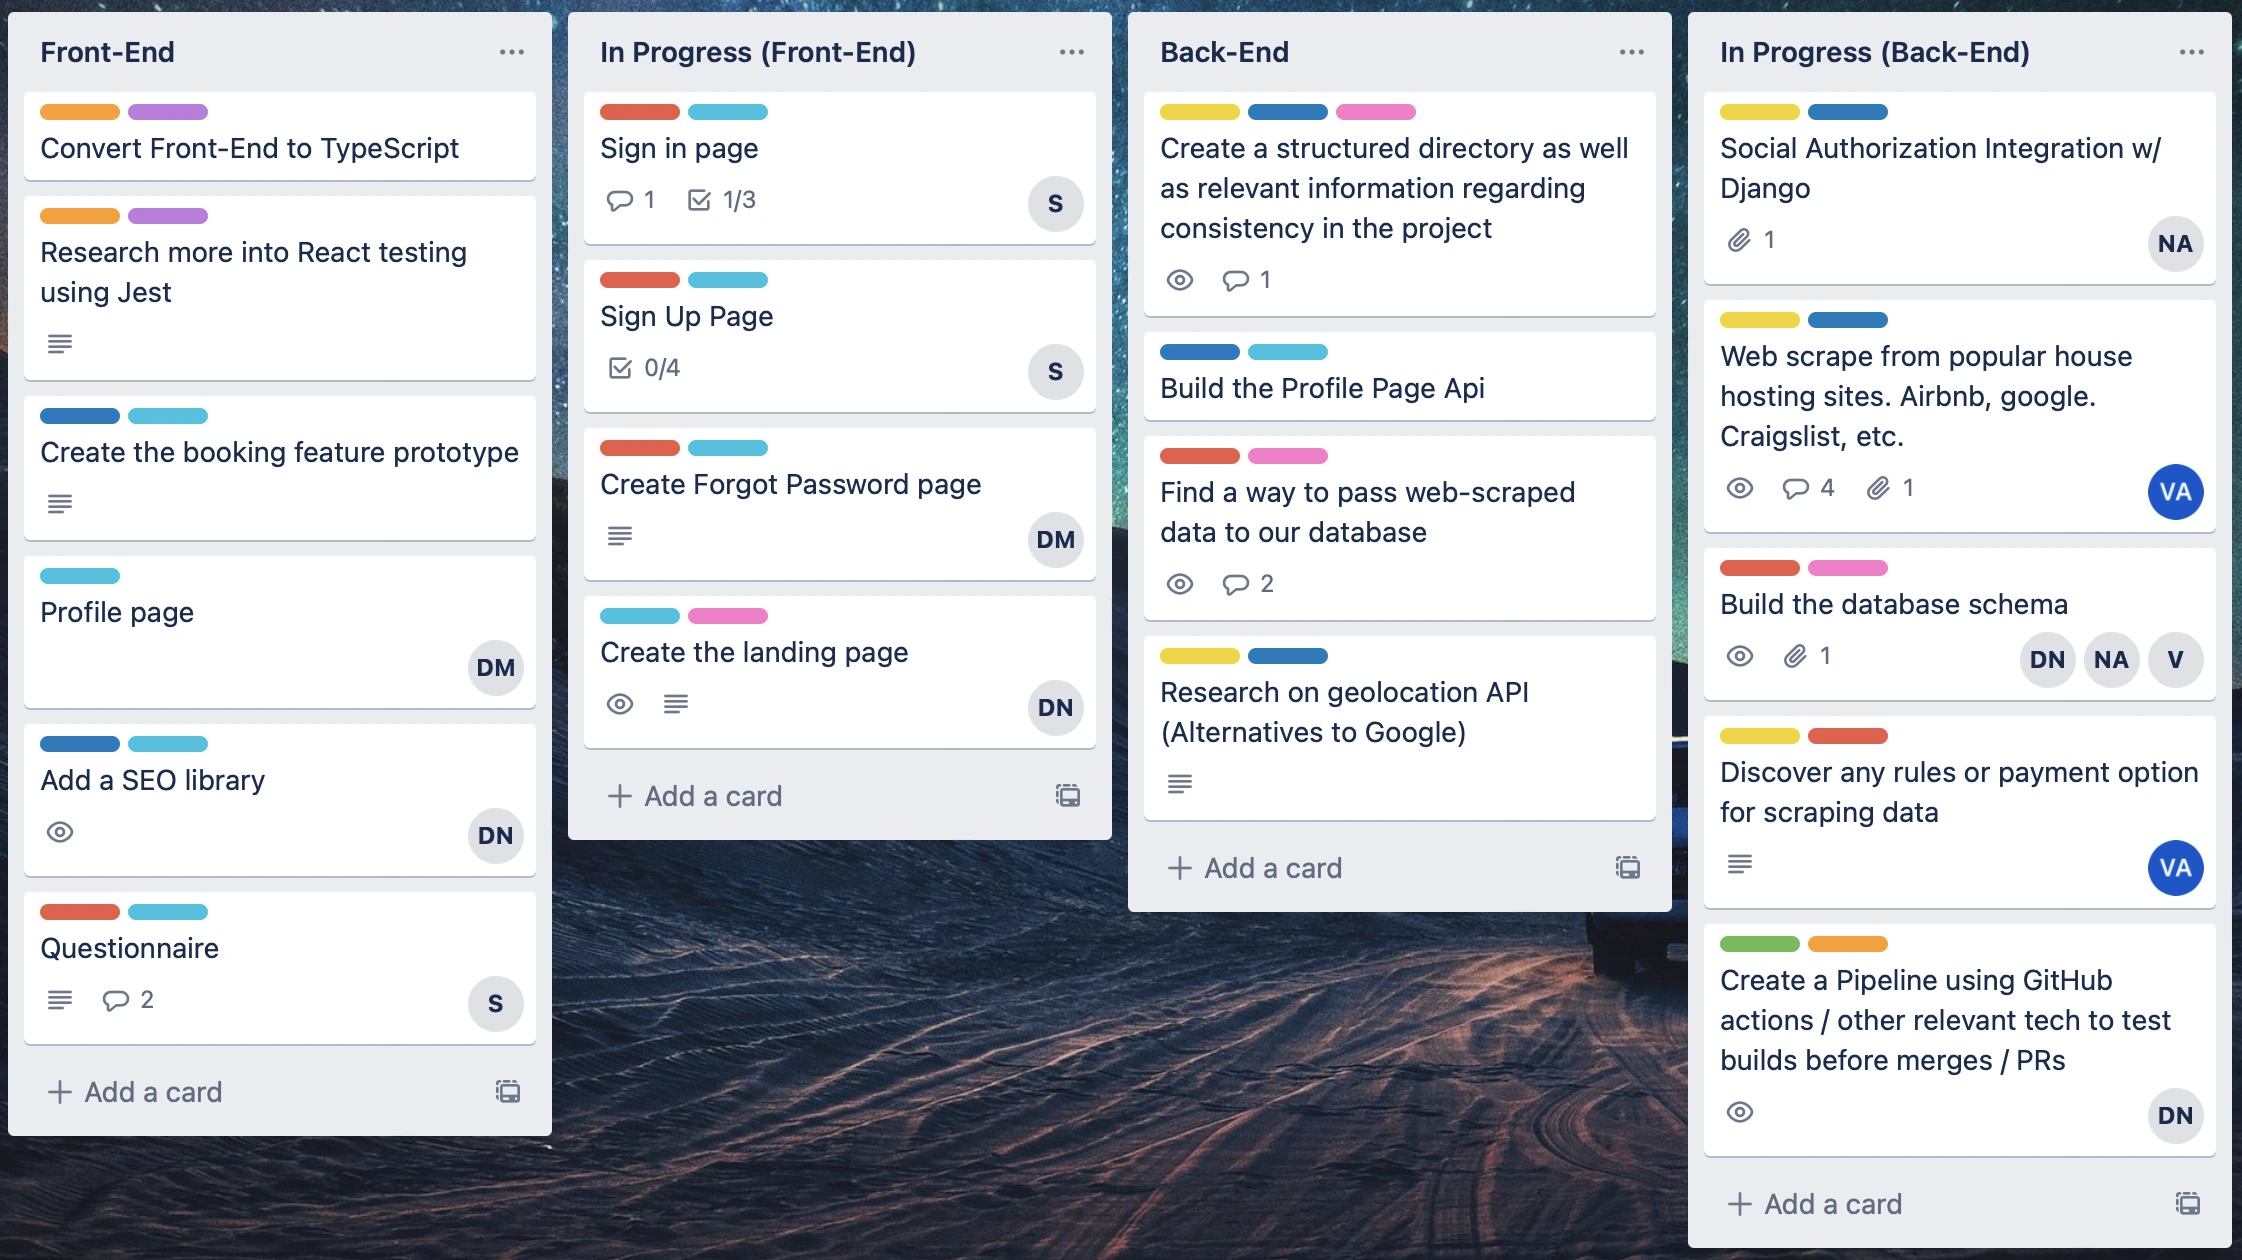 Front-End
Convert Front-End to TypeScript
Research more into React testing
using Jest
Create the booking feature prototype
Profile page
DM
Add a SEO library
DN
Questionnaire
2
S
Add a card
In Progress (Front-End)
Sign in page
1 1/3
S
Sign Up Page
0/4
S
Create Forgot Password page
DM
Create the landing page
DN
Add a card
Back-End
Create a structured directory as well
as relevant information regarding
consistency in the project
1
Build the Profile Page Api
Find a way to pass web-scraped
data to our database
2
Research on geolocation API
(Alternatives to Google)
Add a card
In Progress (Back-End)
Social Authorization Integration w/
Django
1
NA
Web scrape from popular house
hosting sites. Airbnb, google.
Craigslist, etc.
4 1
VA
Build the database schema
1 DN NA V
Discover any rules or payment option
for scraping data
VA
Create a Pipeline using GitHub
actions / other relevant tech to test
builds before merges / PRs
DN
Add a card